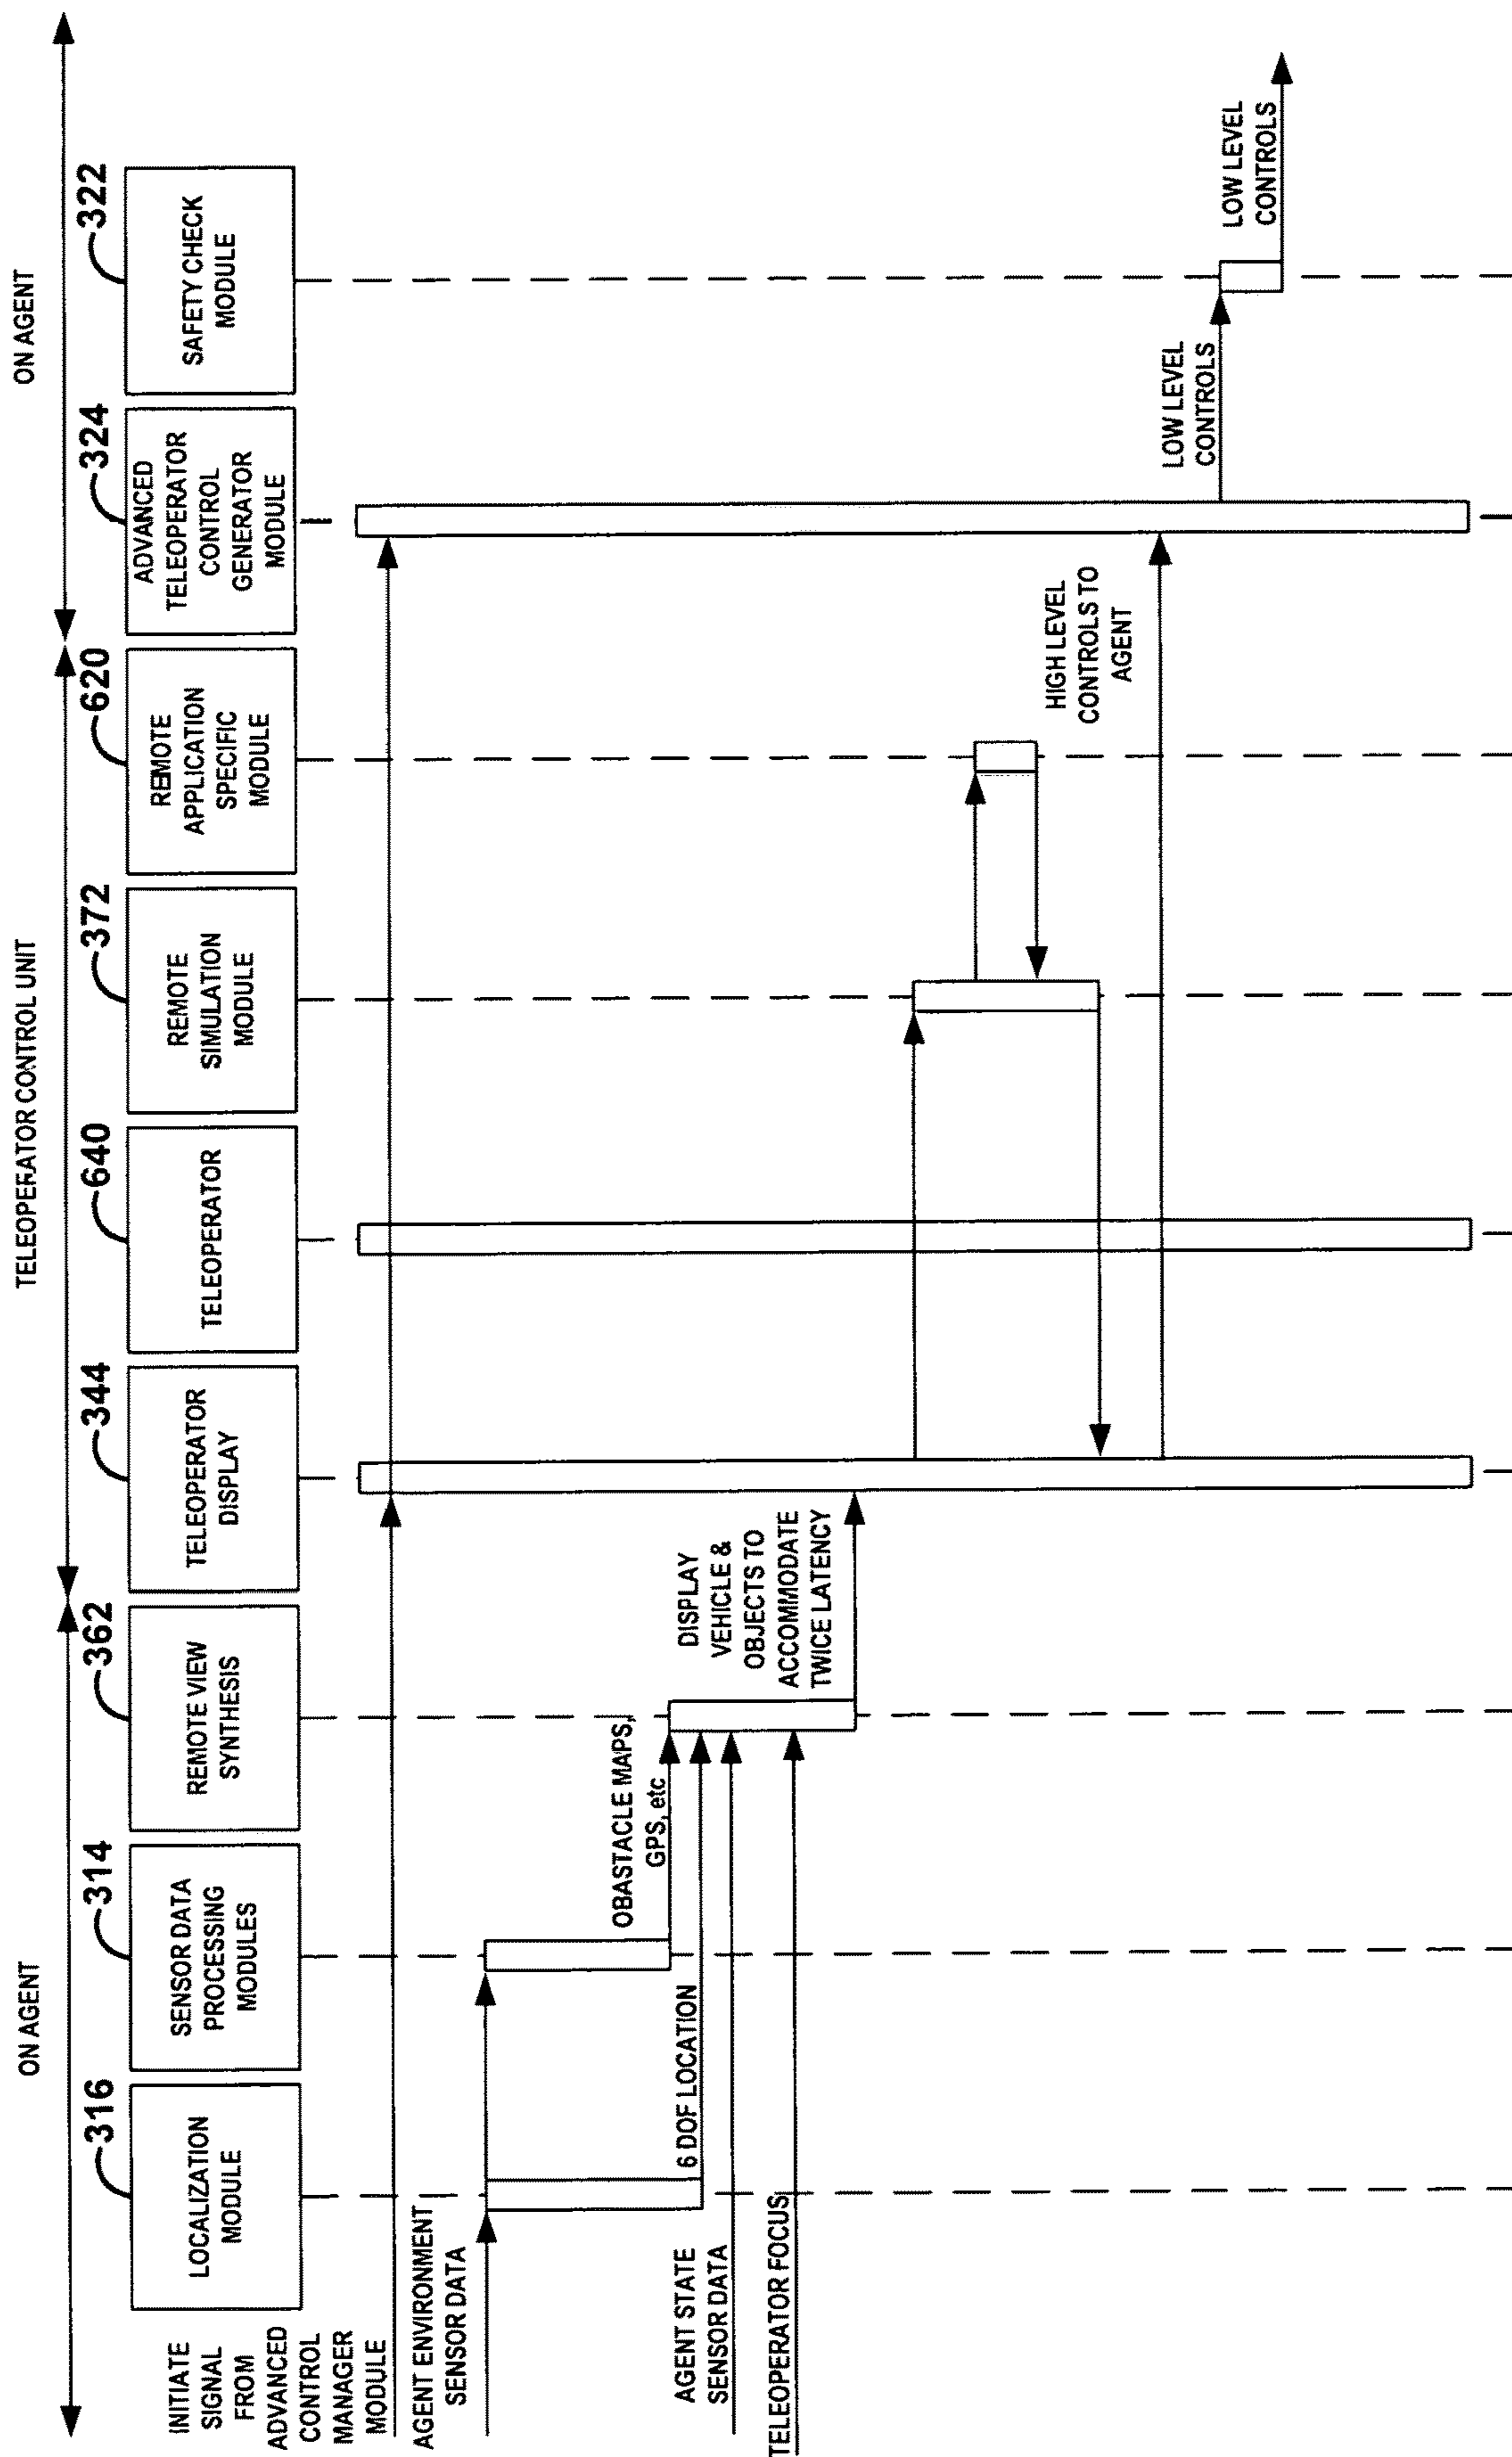 ON AGENT
TELEOPERATOR CONTROL UNIT
ON AGENT
316
314
362
344
640
372
620
324
322
LOCALIZATION
MODULE
SENSOR DATA
PROCESSING
MODULES
REMOTE VIEW
SYNTHESIS
TELEOPERATOR
DISPLAY
TELEOPERATOR
REMOTE
SIMULATION
MODULE
REMOTE
APPLICATION
SPECIFIC
MODULE
ADVANCED
TELEOPERATOR
CONTROL
GENERATOR
MODULE
SAFETY CHECK
MODULE
INITIATE
SIGNAL
FROM
ADVANCED
CONTROL
MANAGER
MODULE
AGENT ENVIRONMENT
SENSOR DATA
OBASTACLE MAPS,
GPS, etc
6 DOF LOCATION
AGENT STATE
SENSOR DATA
TELEOPERATOR FOCUS
DISPLAY
VEHICLE &
OBJECTS TO
ACCOMMODATE
TWICE LATENCY
HIGH LEVEL
CONTROLS TO
AGENT
LOW LEVEL
CONTROLS
LOW LEVEL
CONTROLS